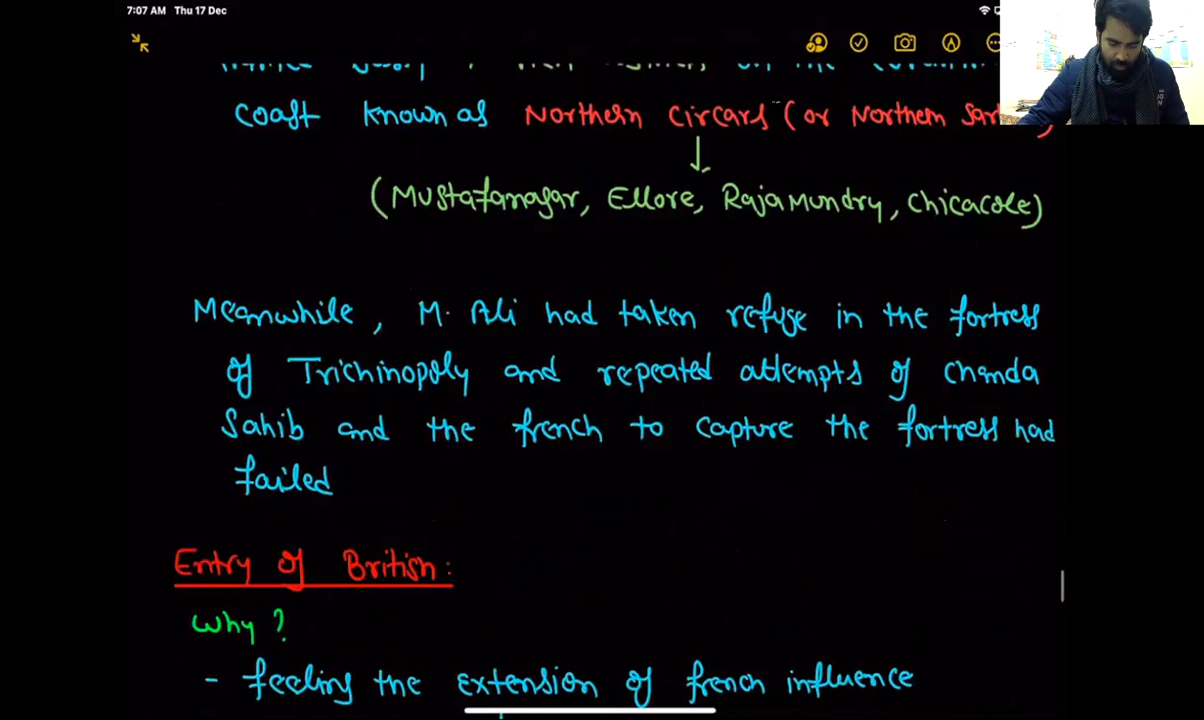 7:07 AM Thu 17 Dec
coast known as Northern Circars (or Northern
(Mustafanagar, Ellore, Rajamundry, Chicacole)
Meanwhile, M. Ali had taken refuge in the fortress
of Trichinopoly and repeated attempts of Chanda
Sahib and the french to capture the fortress had
failed
Entry of British:
Why?
- feeling the extension of french influence